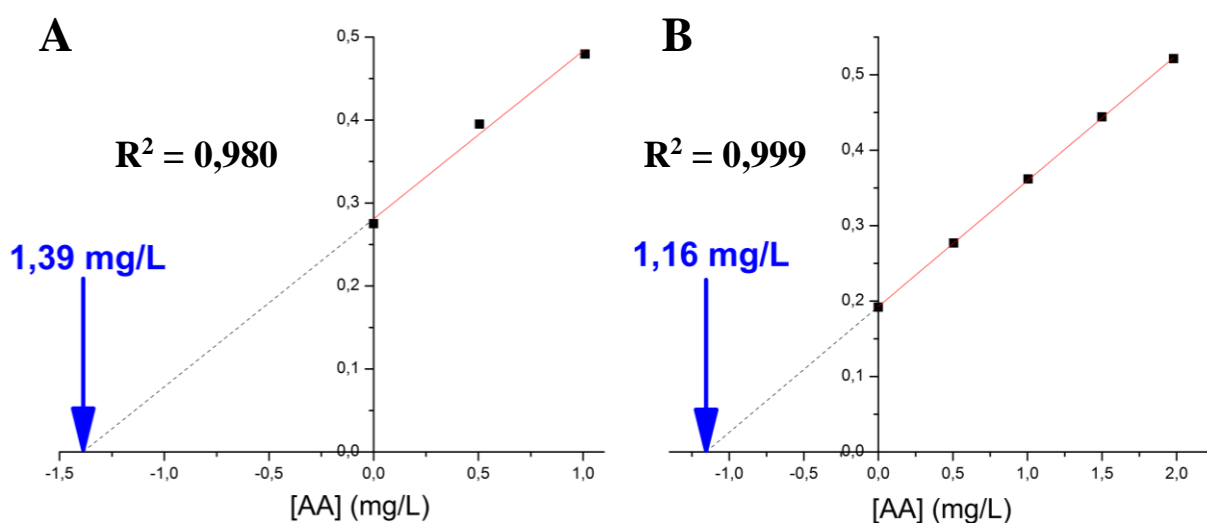 A
R² = 0,980
1,39 mg/L
0,5
0,4
0,3
0,2
0,1
0,0
-1,5 -1,0 -0,5 0,0 0,5 1,0
[AA] (mg/L)
B
R² = 0,999
1,16 mg/L
0,5
0,4
0,3
0,2
0,1
0,0
-1,0 -0,5 0,0 0,5 1,0 1,5 2,0
[AA] (mg/L)